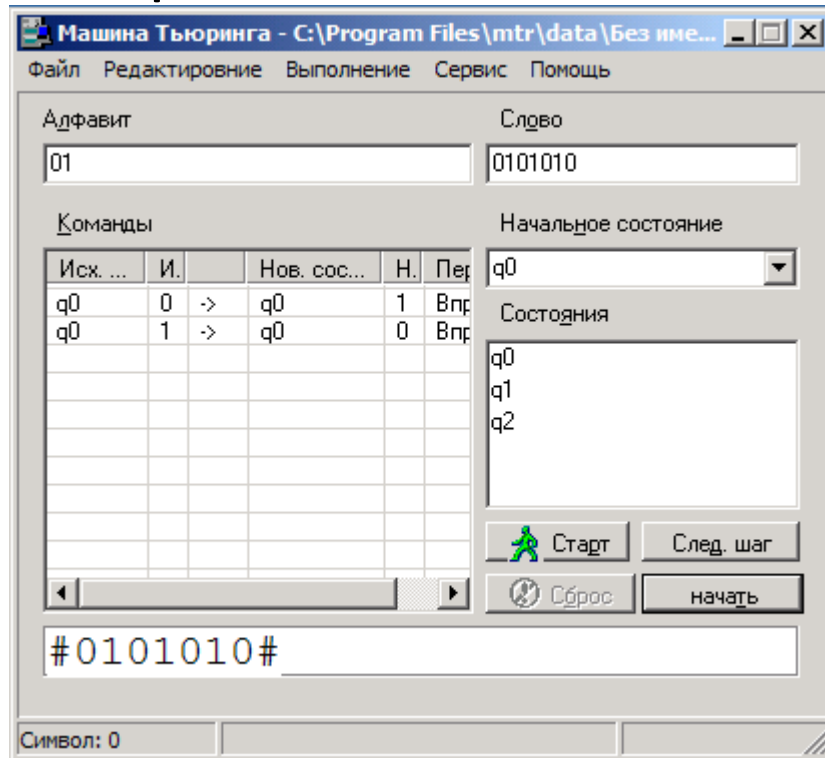 Машина Тьюринга - C:\Program Files\mtr\data\Без име...
Файл Редактировние Выполнение Сервис Помощь
Алфавит Слово
01 0101010
Команды Начальное состояние
Исх. ... И. Нов. сос... Н. Пер q0
q0 0 -> q0 1 Впр
Состояния
q0 1 -> q0 0 Впр
q0
q1
q2
Старт След. шаг
Сброс начать
#0101010#
Символ: 0